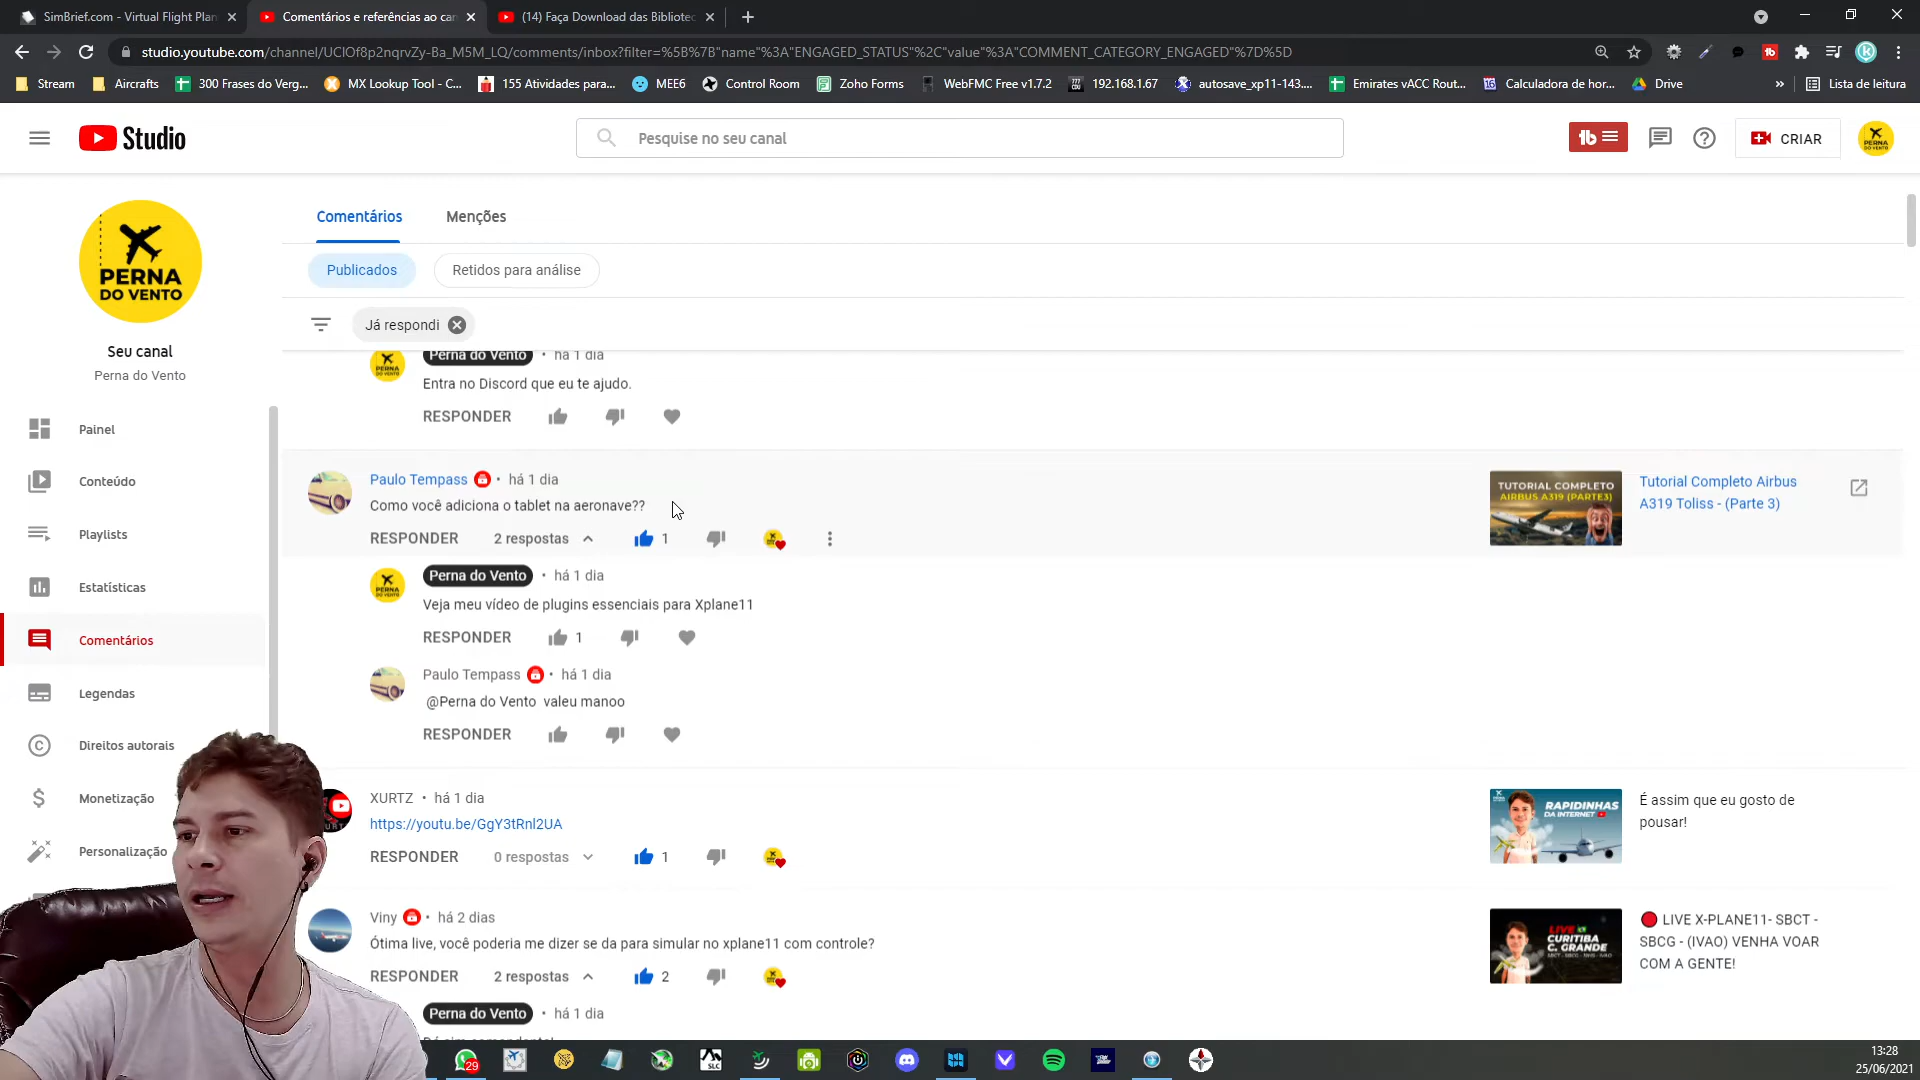 SimBrief.com - Virtual Flight Plan
Comentários e referências ao car
(14) Faça Download das Bibliotec
studio.youtube.com/channel/UClOf8p2nqrvZy-Ba_M5M_LQ/comments/inbox?filter=%5B%7B"name"%3A"ENGAGED_STATUS"%2C"value"%3A"COMMENT_CATEGORY_ENGAGED"%7D%5D
Stream
Aircrafts
300 Frases do Verg...
MX Lookup Tool - C...
155 Atividades para...
MEE6
Control Room
Zoho Forms
WebFMC Free v1.7.2
192.168.1.67
autosave_xp11-143....
Emirates vACC Rout...
Calculadora de hor...
Drive
»
Lista de leitura
Studio
Pesquise no seu canal
CRIAR
PERNA
DO VENTO
Seu canal
Perna do Vento
Painel
Conteúdo
Playlists
Estatísticas
Comentários
Legendas
Direitos autorais
Monetização
Personalização
Comentários
Menções
Publicados
Retidos para análise
Já respondi
Perna do Vento • há 1 dia
Entra no Discord que eu te ajudo.
RESPONDER
Paulo Tempass • há 1 dia
Como você adiciona o tablet na aeronave??
RESPONDER 2 respostas 1
TUTORIAL COMPLETO
AIRBUS A319 (PARTE3)
Tutorial Completo Airbus
A319 Toliss - (Parte 3)
Perna do Vento • há 1 dia
Veja meu vídeo de plugins essenciais para Xplane11
RESPONDER 1
Paulo Tempass • há 1 dia
@Perna do Vento valeu manoo
RESPONDER
XURTZ • há 1 dia
https://youtu.be/GgY3tRnl2UA
RESPONDER 0 respostas 1
RAPIDINHAS
DA INTERNET
É assim que eu gosto de
pousar!
Viny • há 2 dias
Ótima live, você poderia me dizer se da para simular no xplane11 com controle?
RESPONDER 2 respostas 2
LIVE
CURITIBA
C. GRANDE
LIVE X-PLANE11- SBCT -
SBCG - (IVAO) VENHA VOAR
COM A GENTE!
Perna do Vento • há 1 dia
29
SLC
13:28
25/06/2021